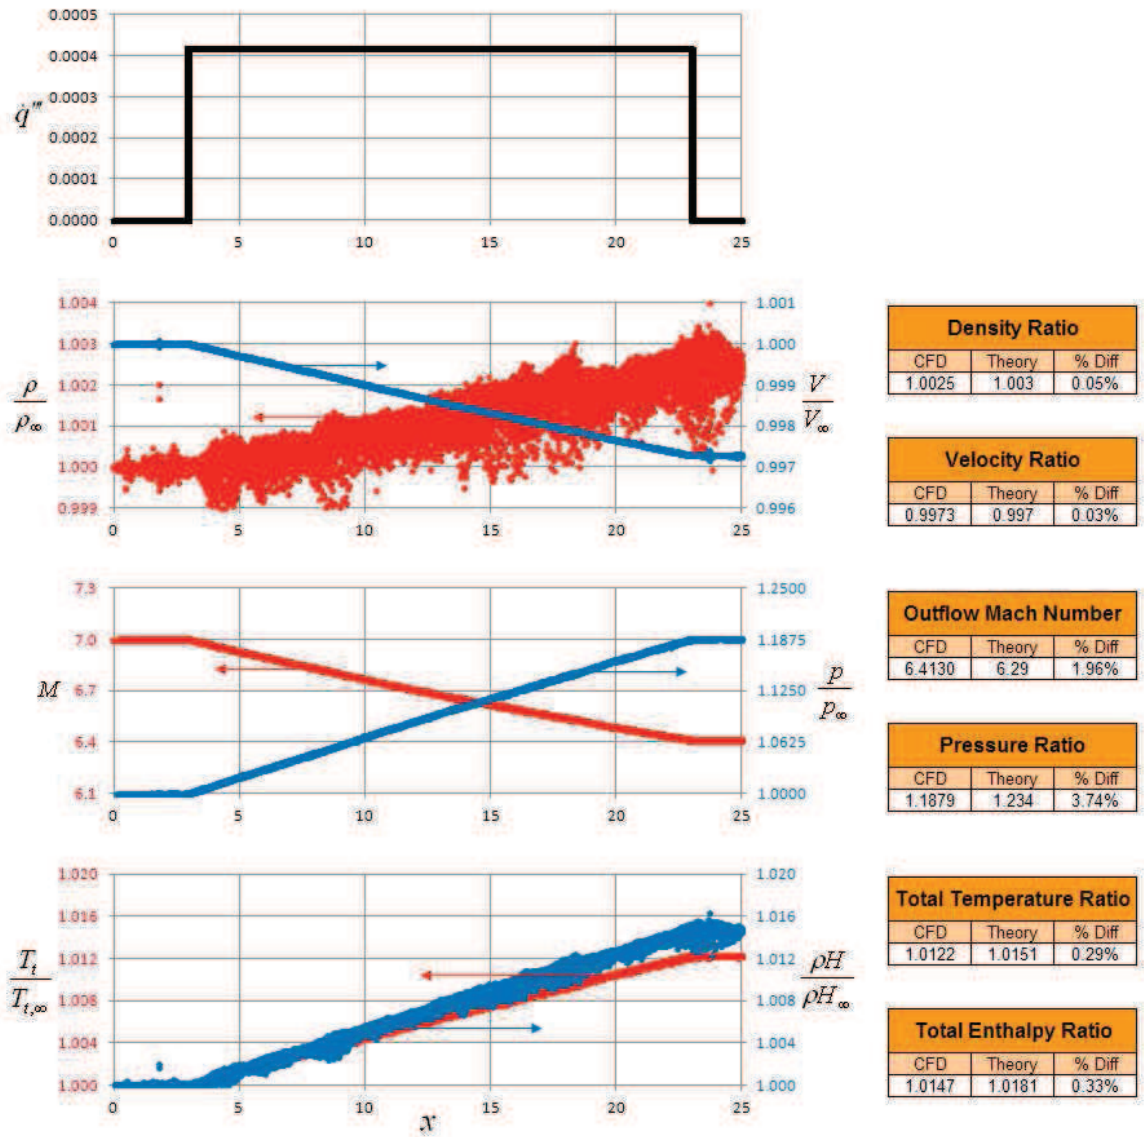 0.0005
0.0004
0.0003
0.0002
0.0001
0.0000
q̇'''
0 5 10 15 20 25
1.004
1.003
1.002
1.001
1.000
0.999
ρ
ρ∞
1.001
1.000
0.999
0.998
0.997
0.996
V
V∞
0 5 10 15 20 25
Density Ratio
CFD Theory % Diff
1.0025 1.003 0.05%
Velocity Ratio
CFD Theory % Diff
0.9973 0.997 0.03%
7.3
7.0
6.7
6.4
6.1
M
1.2500
1.1875
1.1250
1.0625
1.0000
p
p∞
0 5 10 15 20 25
Outflow Mach Number
CFD Theory % Diff
6.4130 6.29 1.96%
Pressure Ratio
CFD Theory % Diff
1.1879 1.234 3.74%
1.020
1.016
1.012
1.008
1.004
1.000
Tt
Tt,∞
1.020
1.016
1.012
1.008
1.004
1.000
ρH
ρH∞
0 5 10 15 20 25
x
Total Temperature Ratio
CFD Theory % Diff
1.0122 1.0151 0.29%
Total Enthalpy Ratio
CFD Theory % Diff
1.0147 1.0181 0.33%